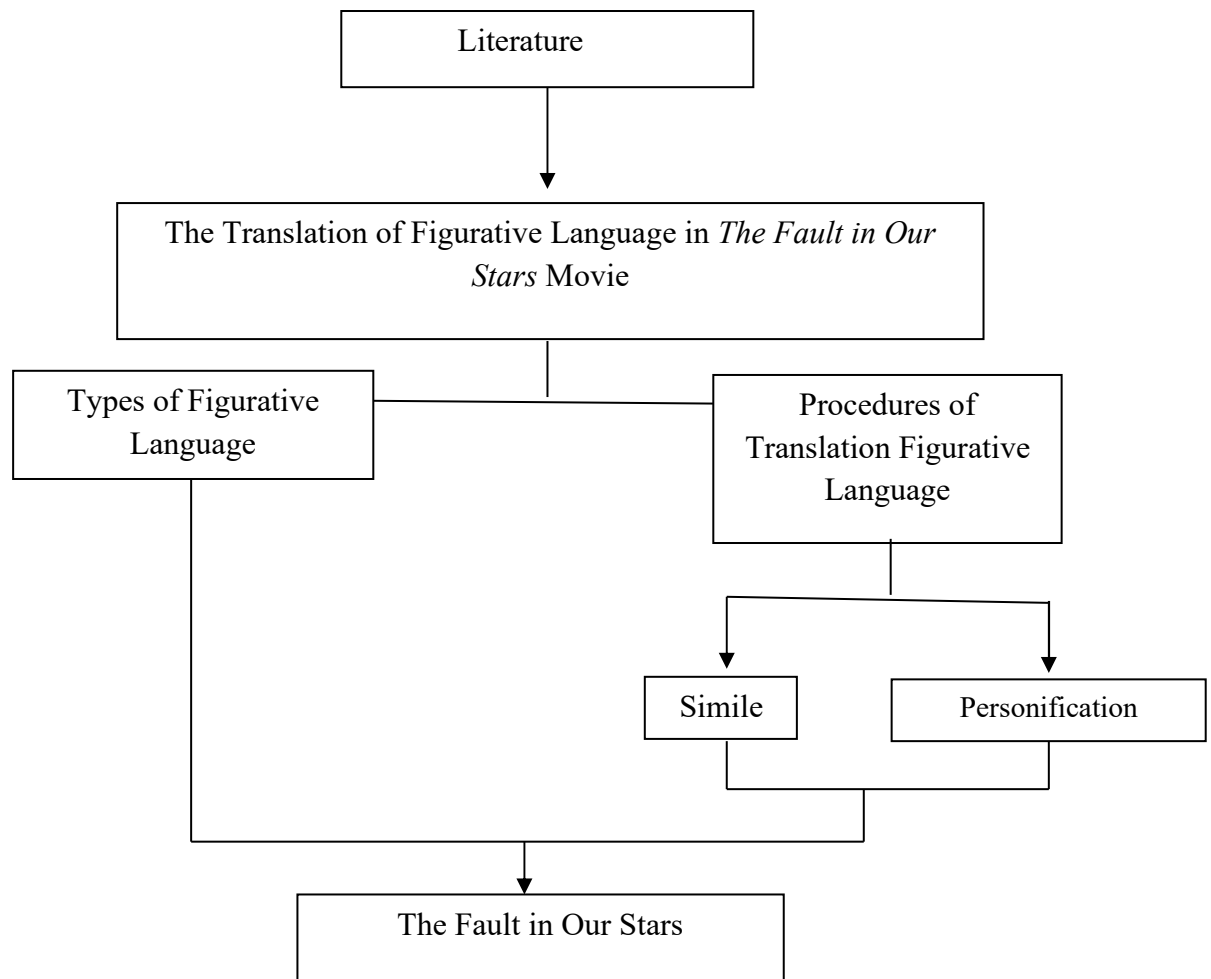 Literature
The Translation of Figurative Language in The Fault in Our
Stars Movie
Types of Figurative
Language
Procedures of
Translation Figurative
Language
Simile
Personification
The Fault in Our Stars